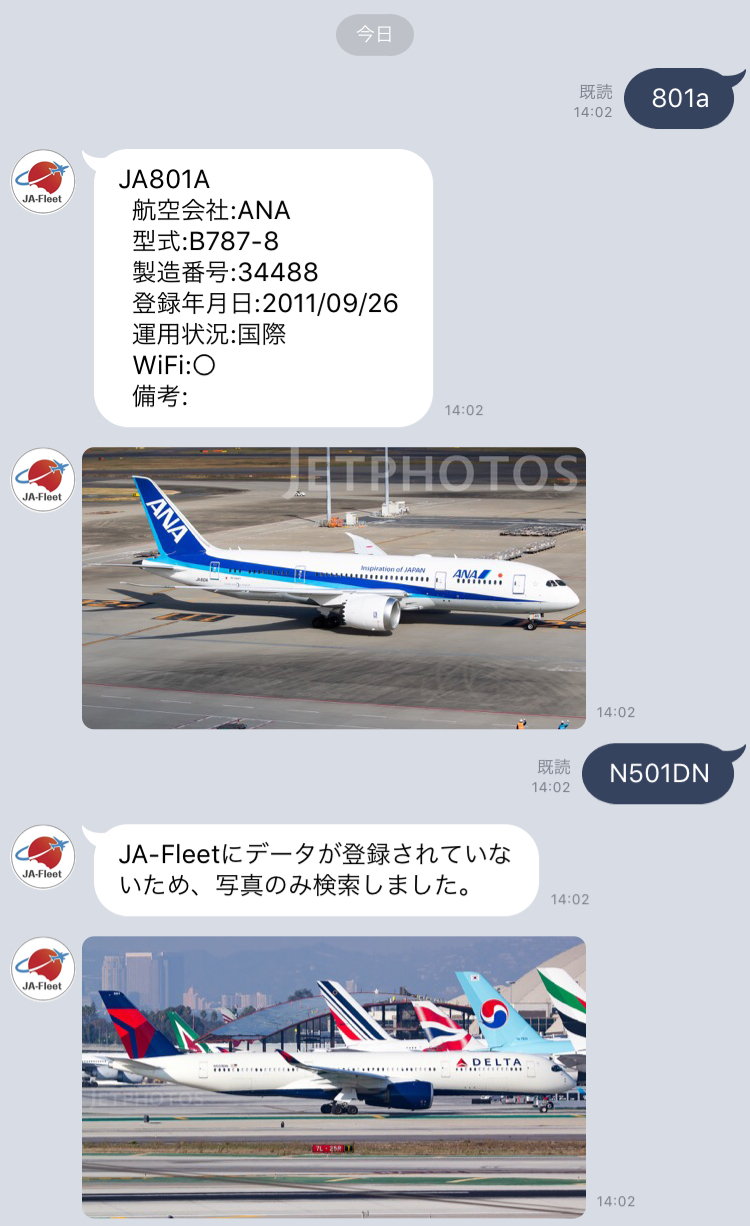 今日
801a
既読
14:02
JA-Fleet
JA801A
航空会社:ANA
型式:B787-8
製造番号:34488
登録年月日:2011/09/26
運用状況:国際
WiFi:〇
備考:
14:02
JA-Fleet
JETPHOTOS
ANA
Inspiration of JAPAN
ANA
14:02
N501DN
既読
14:02
JA-Fleet
JA-Fleetにデータが登録されていな
いため、写真のみ検索しました。
14:02
JA-Fleet
DELTA
JETPHOTOS
7L-25R
14:02